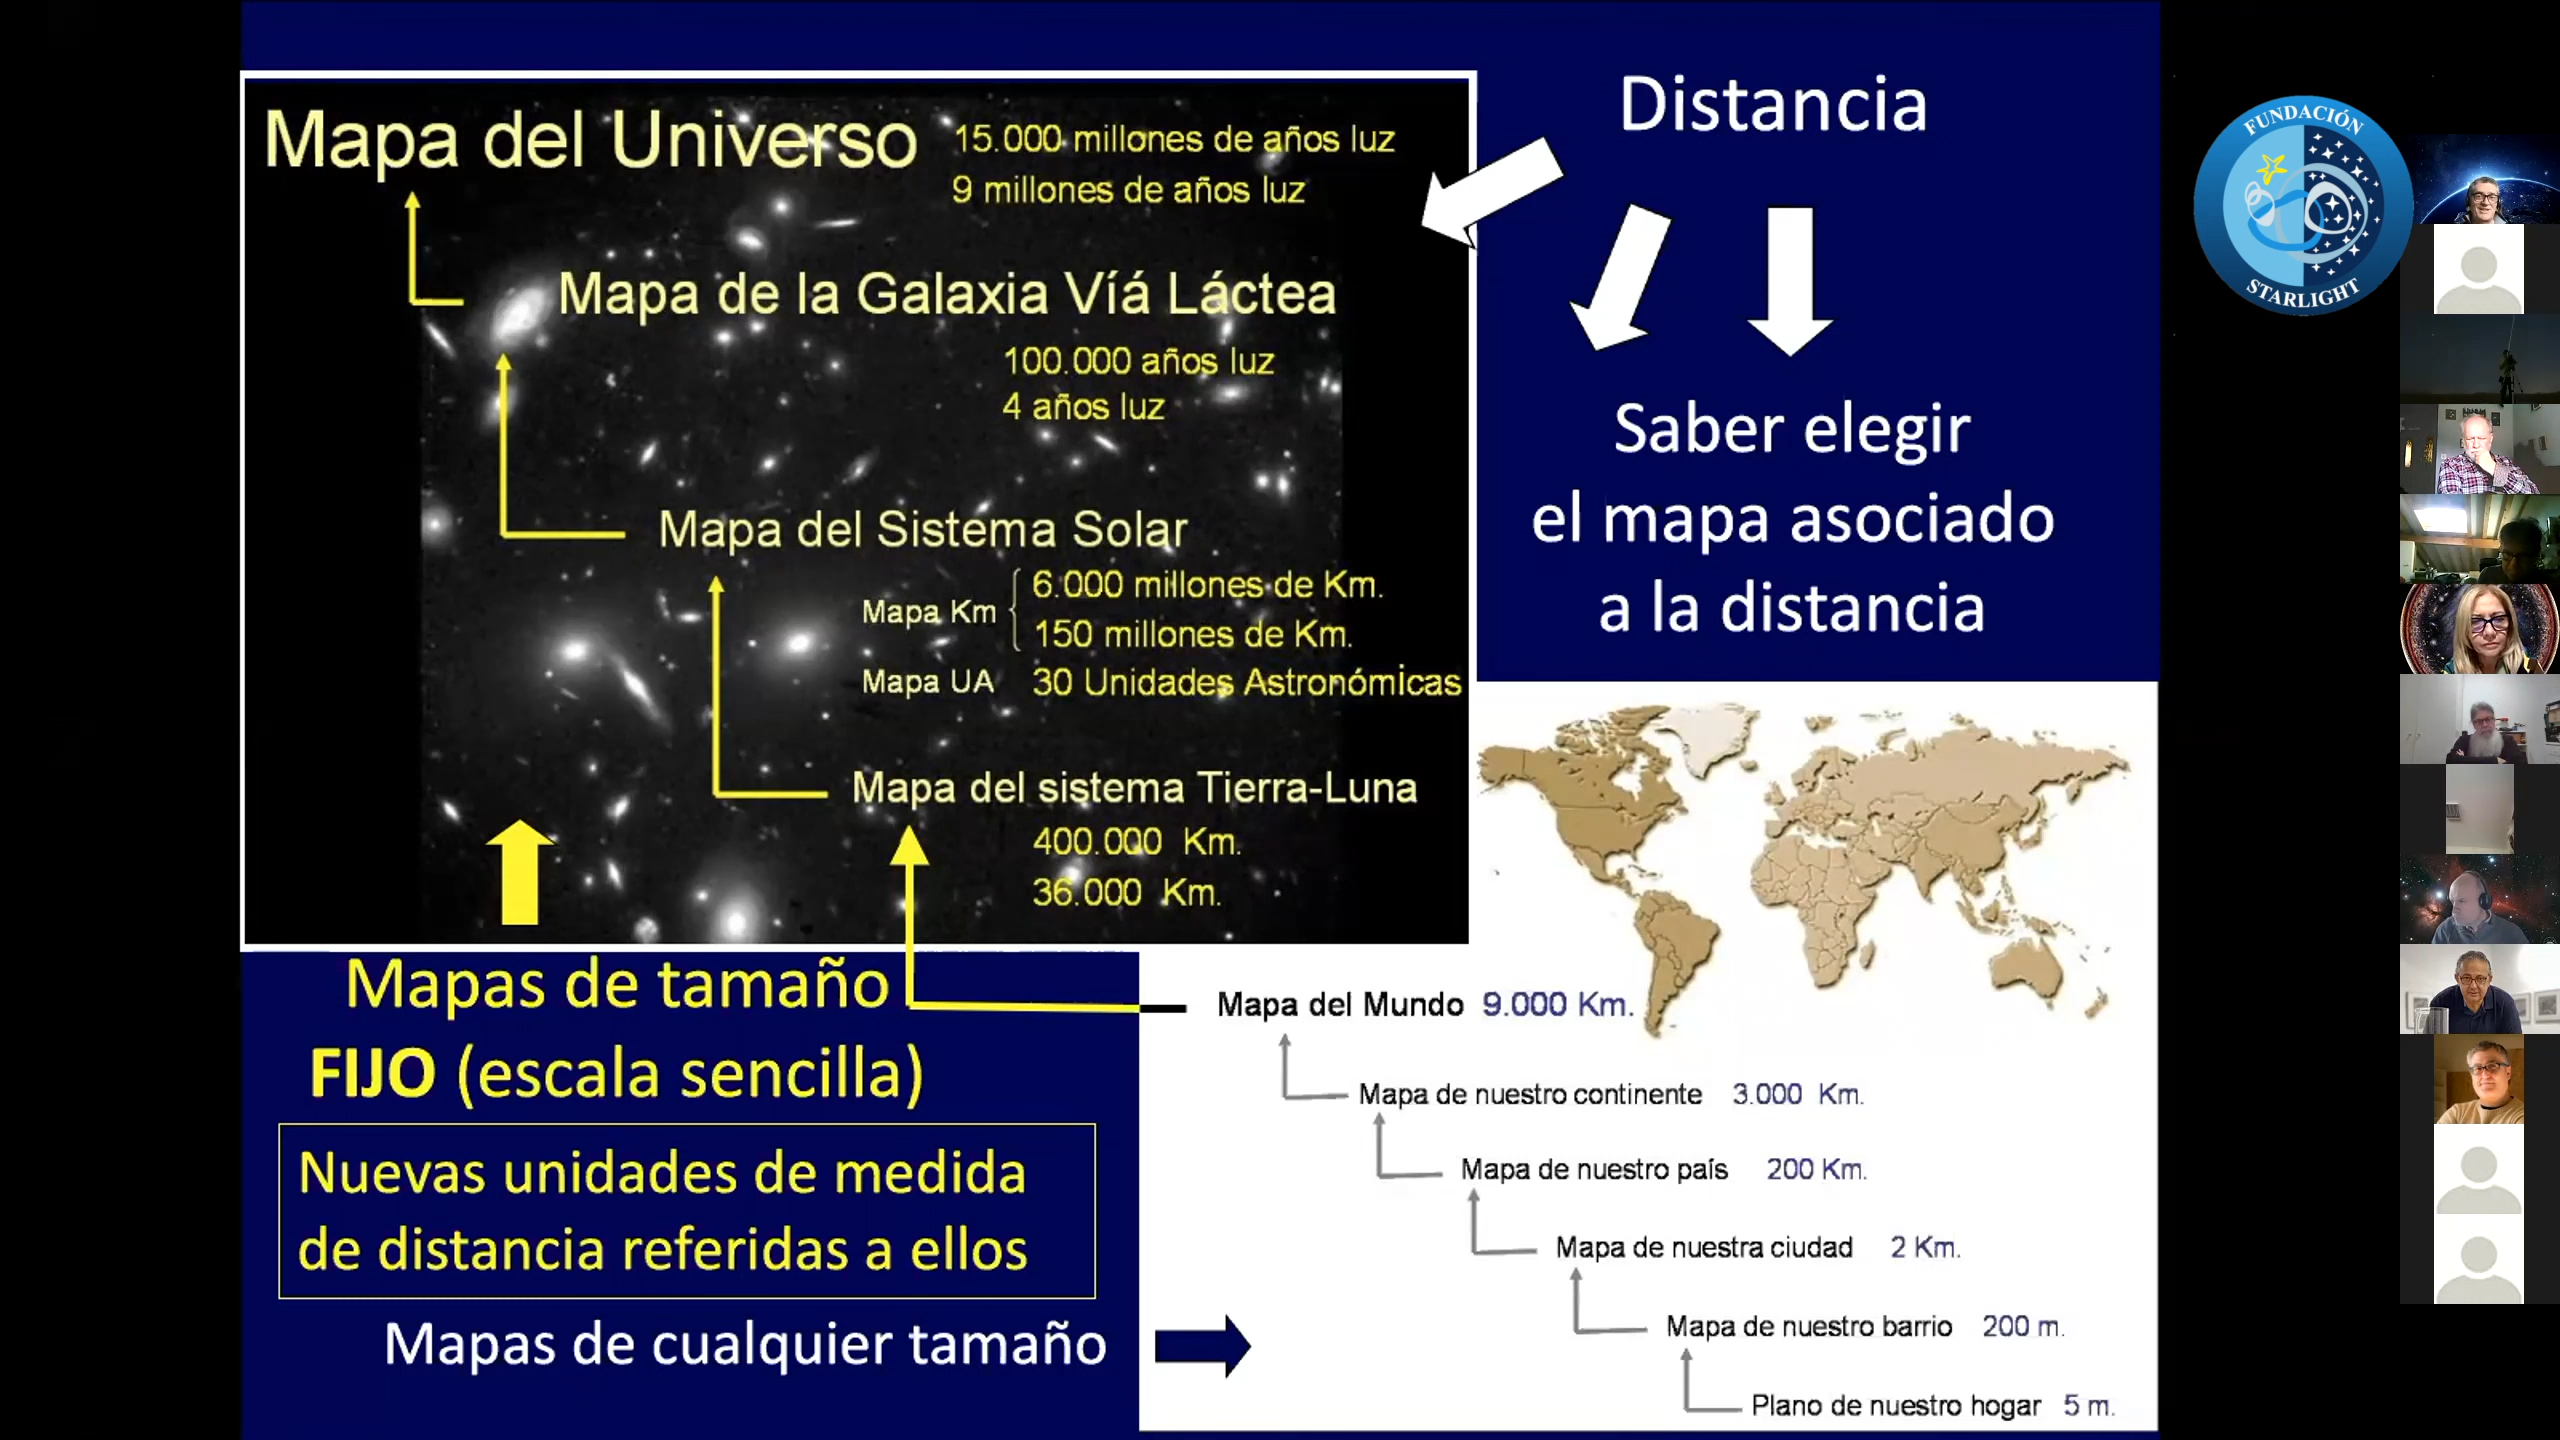 Distancia
Saber elegir
el mapa asociado
a la distancia
Mapa del Universo
15.000 millones de años luz
9 millones de años luz
Mapa de la Galaxia Víá Láctea
100.000 años luz
4 años luz
Mapa del Sistema Solar
Mapa Km
6.000 millones de Km.
150 millones de Km.
Mapa UA 30 Unidades Astronómicas
Mapa del sistema Tierra-Luna
400.000 Km.
36.000 Km.
Mapas de tamaño
FIJO (escala sencilla)
Nuevas unidades de medida
de distancia referidas a ellos
Mapas de cualquier tamaño
Mapa del Mundo 9.000 Km.
Mapa de nuestro continente 3.000 Km.
Mapa de nuestro país 200 Km.
Mapa de nuestra ciudad 2 Km.
Mapa de nuestro barrio 200 m.
Plano de nuestro hogar 5 m.
FUNDACIÓN
STARLIGHT